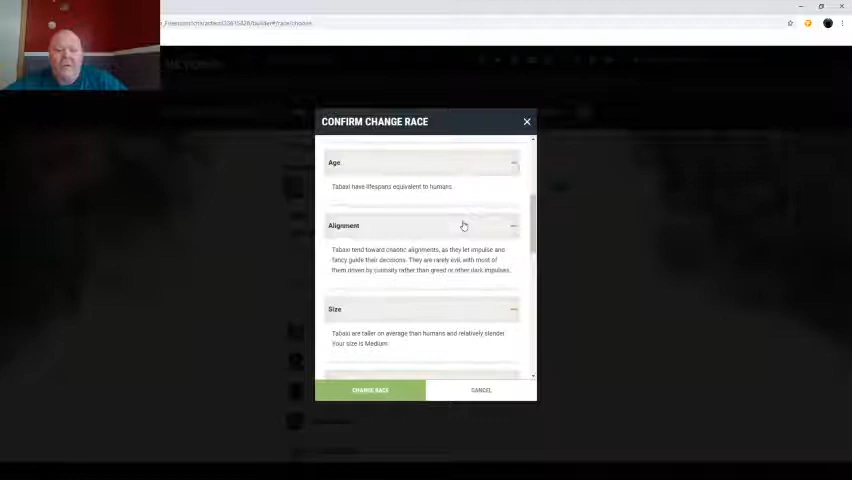 CONFIRM CHANGE RACE
Age
Tabaxi have lifespans equivalent to humans
Alignment
Tabaxi tend toward chaotic alignments, as they let impulse and
fancy guide their decisions. They are rarely evil, with most of
them driven by curiosity rather than greed or other dark impulses.
Size
Tabaxi are taller on average than humans and relatively slender
Your size is Medium
CHANGE RACE
CANCEL